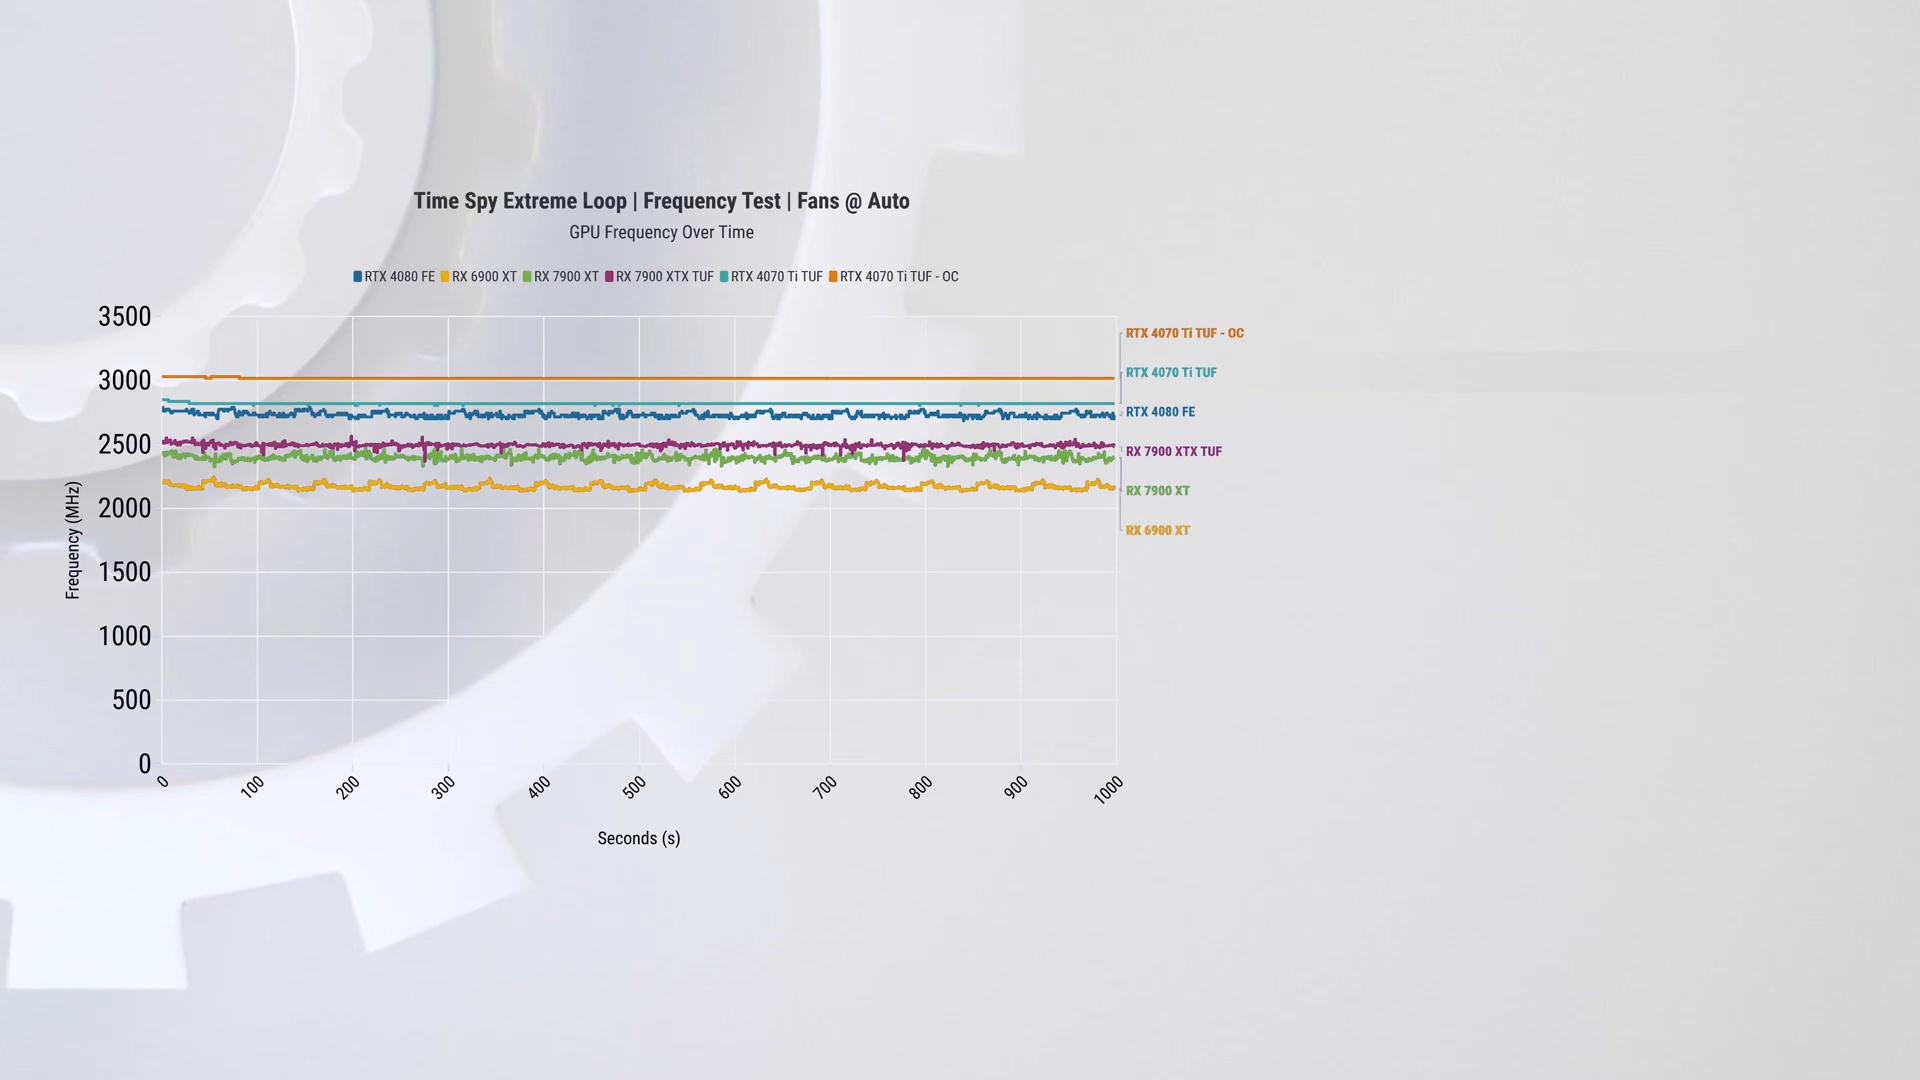 Time Spy Extreme Loop | Frequency Test | Fans @ Auto
GPU Frequency Over Time
RTX 4080 FE RX 6900 XT RX 7900 XT RX 7900 XTX TUF RTX 4070 Ti TUF RTX 4070 Ti TUF - OC
3500
3000
2500
2000
1500
1000
500
0
Frequency (MHz)
RTX 4070 Ti TUF - OC
RTX 4070 Ti TUF
RTX 4080 FE
RX 7900 XTX TUF
RX 7900 XT
RX 6900 XT
0 100 200 300 400 500 600 700 800 900 1000
Seconds (s)